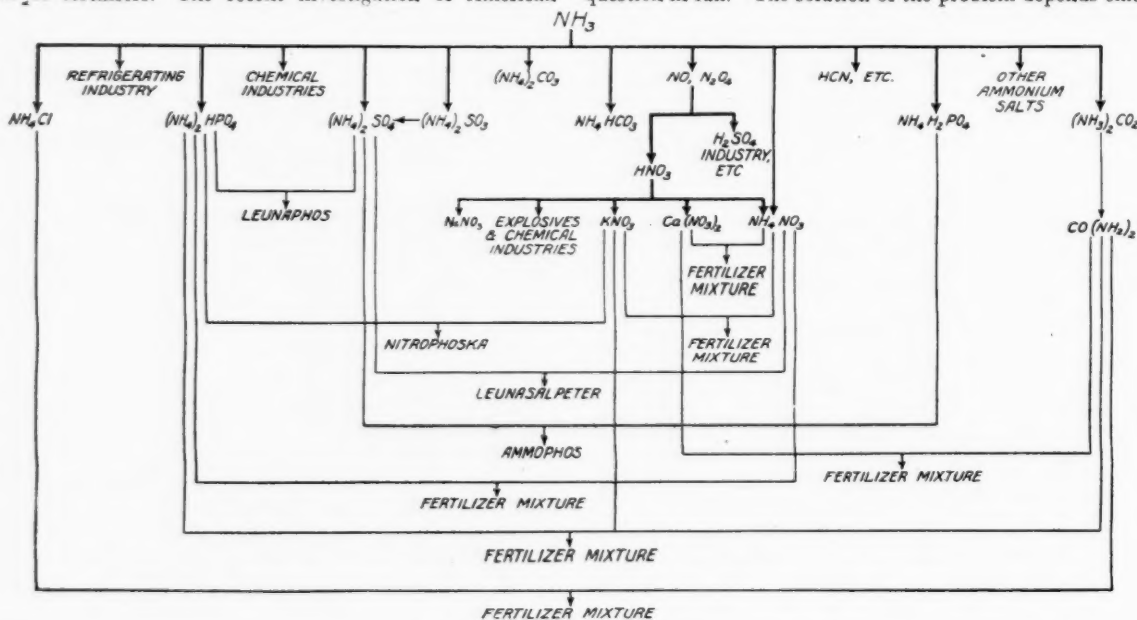 NH3
REFRIGERATING
INDUSTRY
CHEMICAL
INDUSTRIES
(NH4)2 CO3
NO, N2O4
HCN, ETC.
OTHER
AMMONIUM
SALTS
NH4Cl
(NH4)2 HPO4
(NH4)2 SO4
(NH4)2 SO3
NH4 HCO3
H2SO4
INDUSTRY,
ETC
NH4 H2 PO4
(NH3)2 CO2
HNO3
LEUNAPHOS
NaNO3
EXPLOSIVES
& CHEMICAL
INDUSTRIES
KNO3
Ca(NO3)2
NH4 NO3
CO(NH2)2
FERTILIZER
MIXTURE
NITROPHOSKA
FERTILIZER
MIXTURE
LEUNASALPETER
AMMOPHOS
FERTILIZER MIXTURE
FERTILIZER MIXTURE
FERTILIZER MIXTURE
FERTILIZER MIXTURE